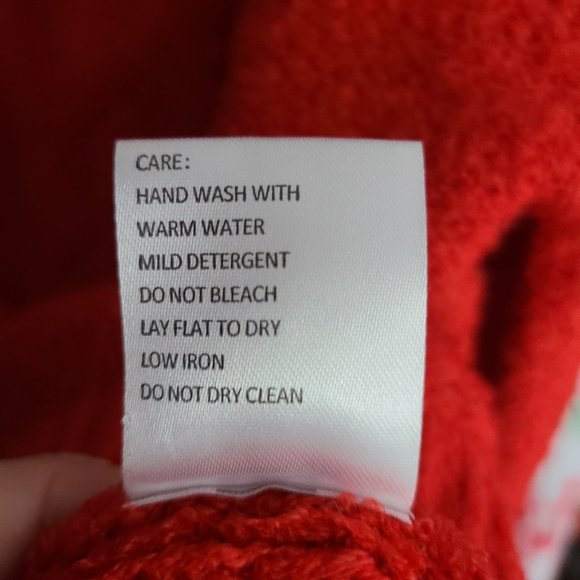 CARE:
HAND WASH WITH
WARM WATER
MILD DETERGENT
DO NOT BLEACH
LAY FLAT TO DRY
LOW IRON
DO NOT DRY CLEAN